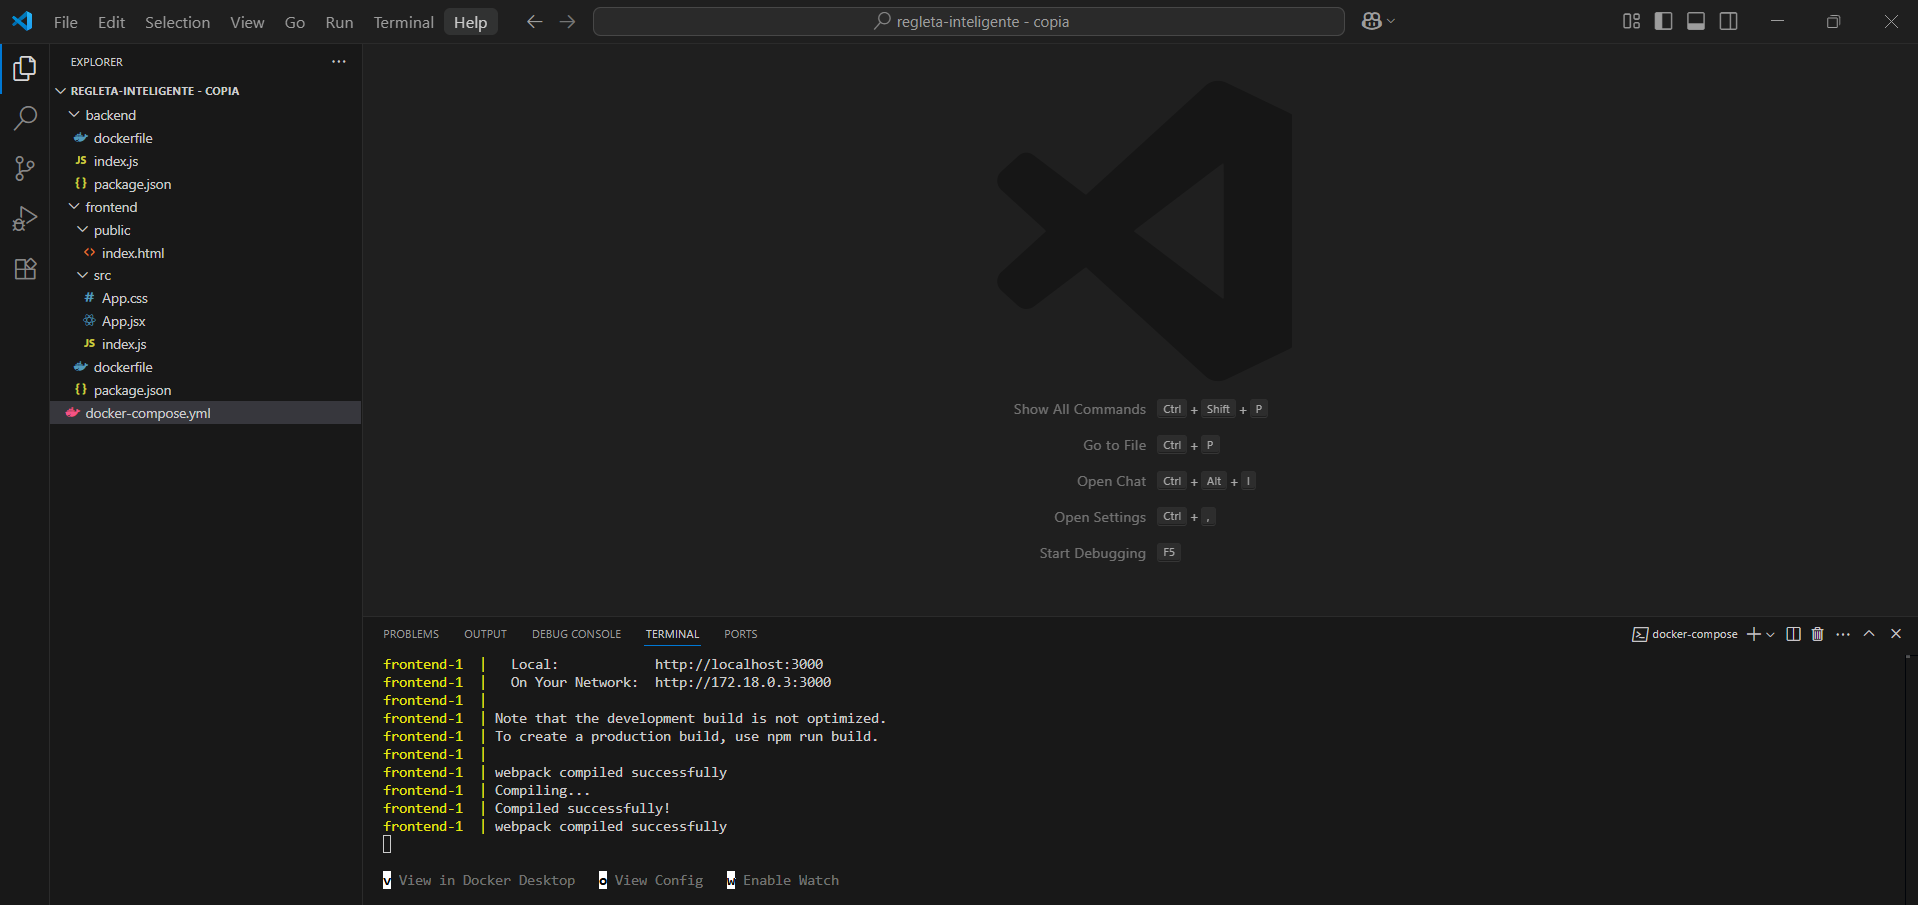 File Edit Selection View Go Run Terminal Help
regleta-inteligente - copia
EXPLORER
REGLETA-INTELIGENTE - COPIA
backend
dockerfile
JS index.js
{} package.json
frontend
public
<> index.html
src
# App.css
App.jsx
JS index.js
dockerfile
{} package.json
docker-compose.yml
Show All Commands Ctrl + Shift + P
Go to File Ctrl + P
Open Chat Ctrl + Alt + I
Open Settings Ctrl + ,
Start Debugging F5
PROBLEMS OUTPUT DEBUG CONSOLE TERMINAL PORTS
docker-compose
frontend-1 | Local: http://localhost:3000
frontend-1 | On Your Network: http://172.18.0.3:3000
frontend-1 |
frontend-1 | Note that the development build is not optimized.
frontend-1 | To create a production build, use npm run build.
frontend-1 |
frontend-1 | webpack compiled successfully
frontend-1 | Compiling...
frontend-1 | Compiled successfully!
frontend-1 | webpack compiled successfully
v View in Docker Desktop o View Config w Enable Watch